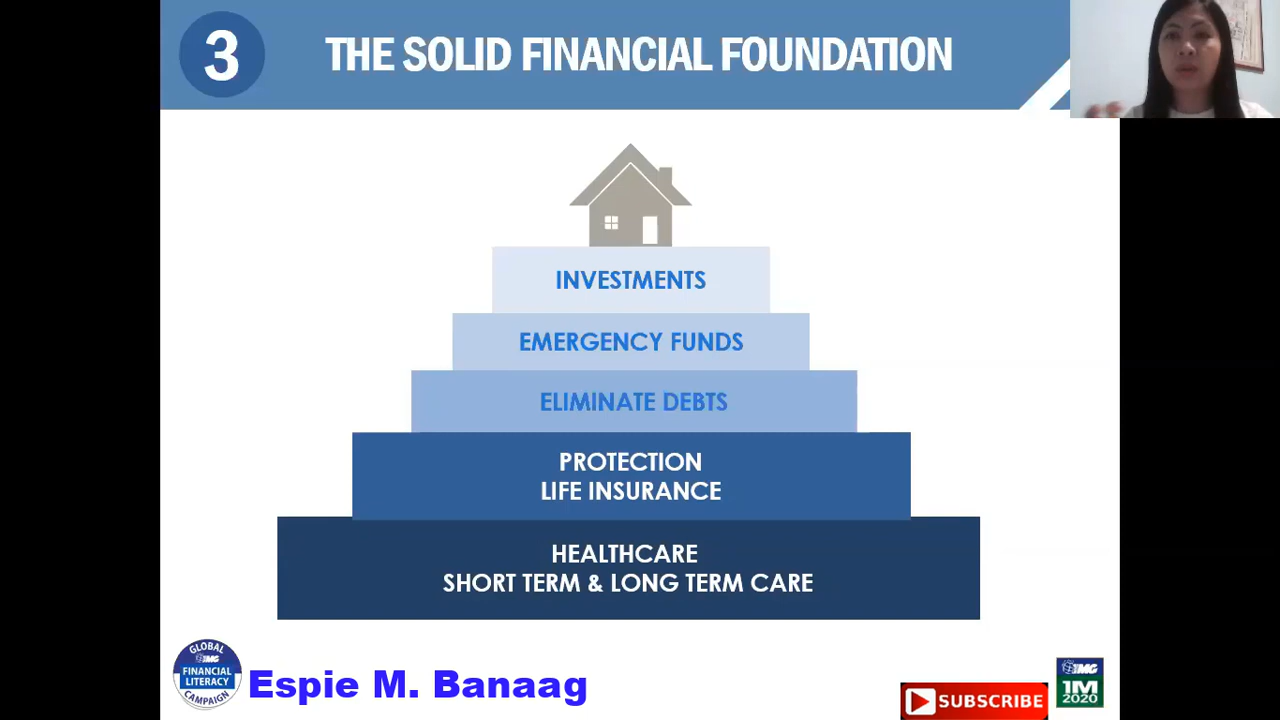 3
THE SOLID FINANCIAL FOUNDATION
INVESTMENTS
EMERGENCY FUNDS
ELIMINATE DEBTS
PROTECTION
LIFE INSURANCE
HEALTHCARE
SHORT TERM & LONG TERM CARE
GLOBAL
IMG
FINANCIAL
LITERACY
CAMPAIGN
Espie M. Banaag
SUBSCRIBE
IMG
1M
2020